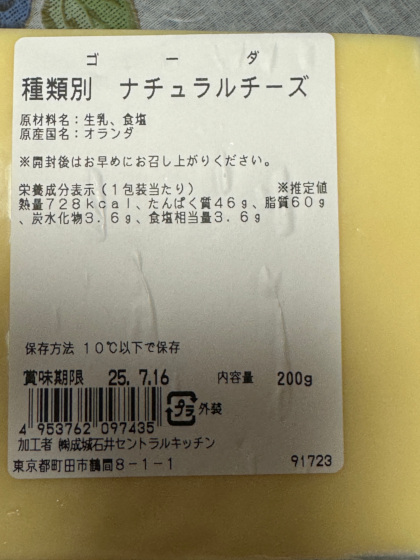 ゴーダ
種類別 ナチュラルチーズ
原材料名：生乳、食塩
原産国名：オランダ
※開封後はお早めにお召し上がりください。
栄養成分表示（1包装当たり） ※推定値
熱量728kcal、たんぱく質46g、脂質60g
、炭水化物3.6g、食塩相当量3.6g
保存方法 10℃以下で保存
賞味期限 25.7.16 内容量 200g
プラ 外装
4 953762 097435
加工者 ㈱成城石井セントラルキッチン
東京都町田市鶴間8-1-1 91723